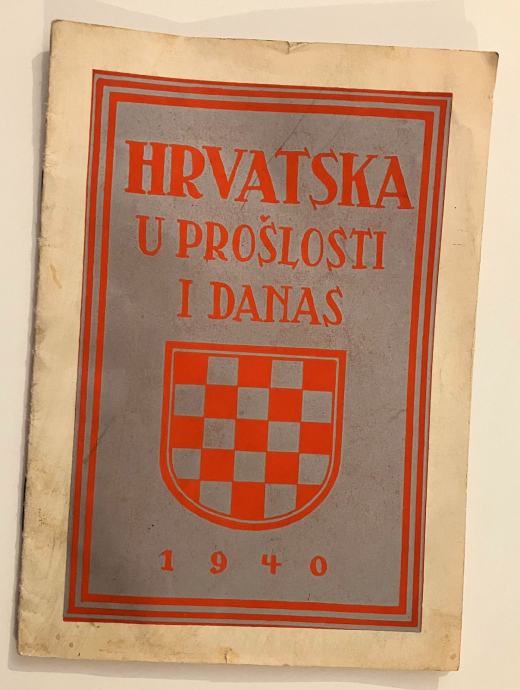 HRVATSKA
U PROŠLOSTI
I DANAS
1940